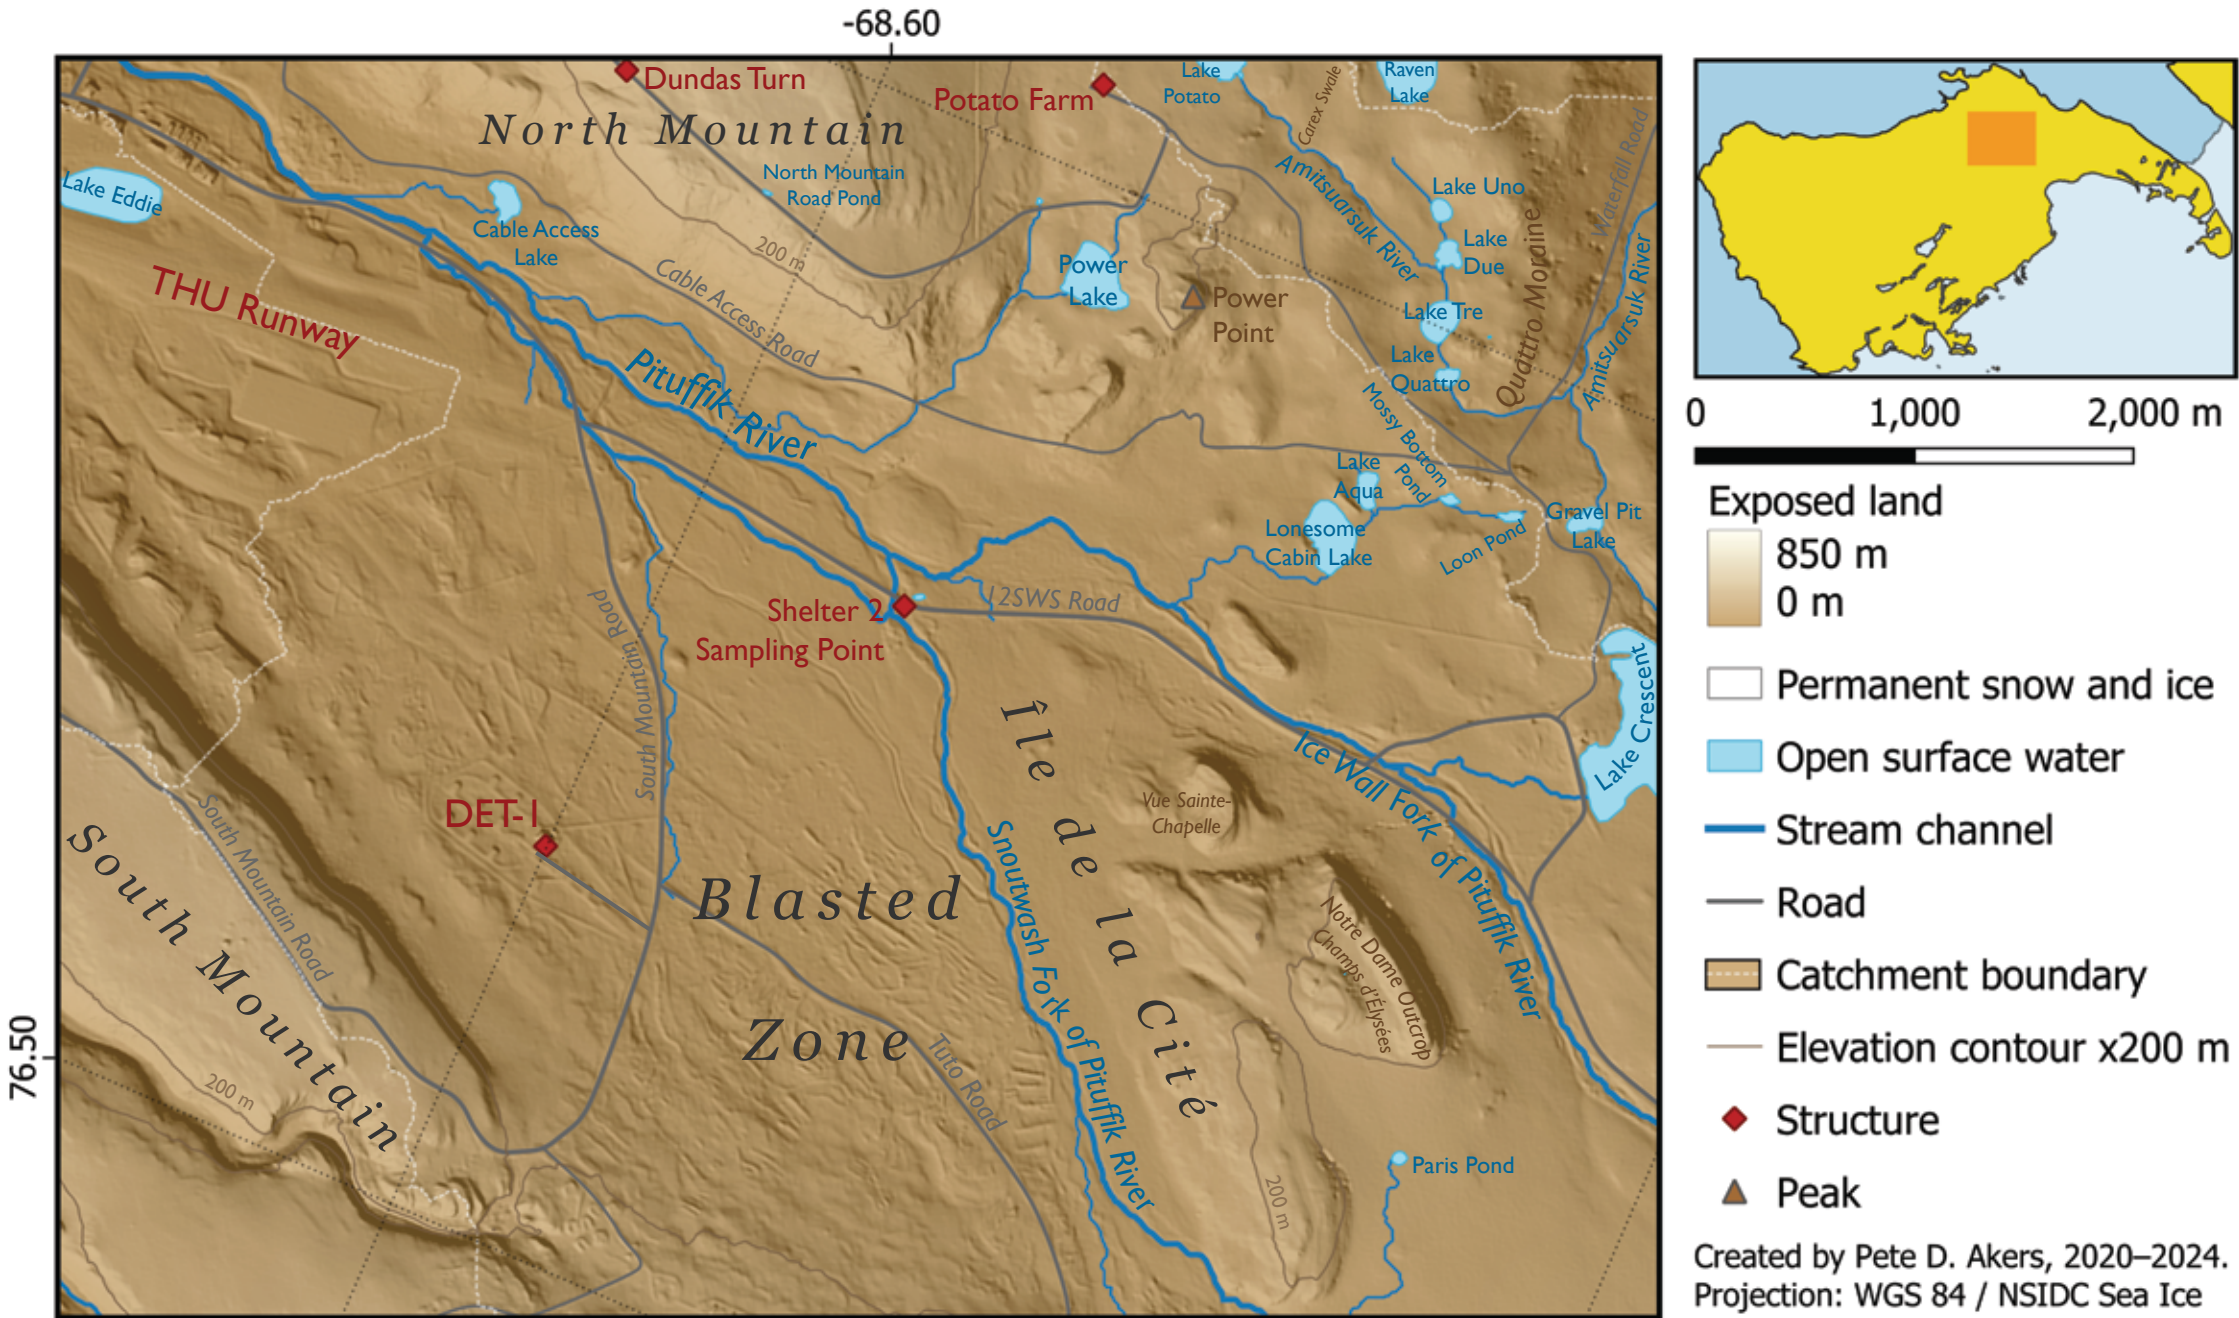 -68.60
Dundas Turn
Potato Farm
Lake
Potato
Carex Swale
Raven
Lake
North Mountain
North Mountain
Road Pond
Lake Eddie
Cable Access
Lake
200 m
Cable Access Road
Power
Lake
Power
Point
Amitsuarsuk River
Lake Uno
Lake
Due
Lake Tre
Lake
Quattro
Quattro Moraine
Waterfall Road
Amitsuarsuk River
THU Runway
Pituffik River
Mossy Bottom
Pond
Lake
Aqua
Lonesome
Cabin Lake
Loon Pond
Gravel Pit
Lake
Shelter 2
Sampling Point
L2SWS Road
South Mountain Road
Lake Crescent
Île de la Cité
Ice Wall Fork of Pituffik River
Vue Sainte-
Chapelle
DET-1
South Mountain Road
South Mountain
Blasted
Zone
Snoutwash Fork of Pituffik River
Notre Dame Outcrop
Champs d'Élysées
Tuto Road
200 m
200 m
Paris Pond
76.50
0 1,000 2,000 m
Exposed land
850 m
0 m
Permanent snow and ice
Open surface water
Stream channel
Road
Catchment boundary
Elevation contour x200 m
Structure
Peak
Created by Pete D. Akers, 2020–2024.
Projection: WGS 84 / NSIDC Sea Ice